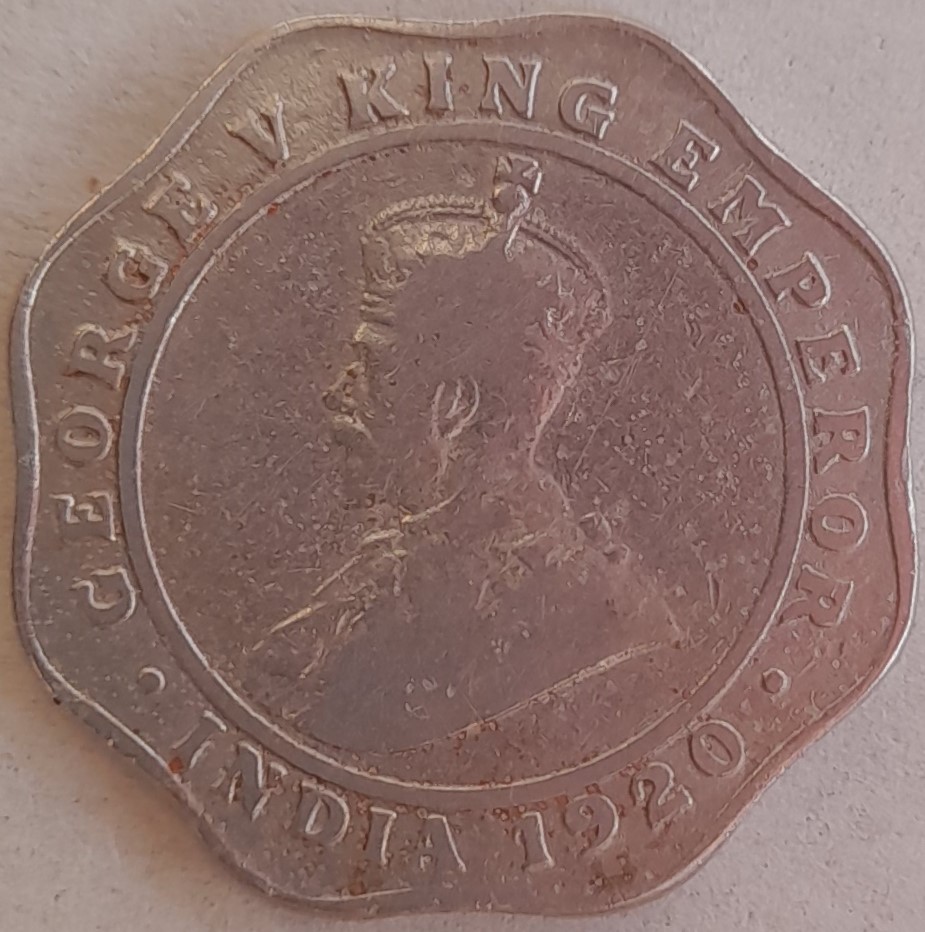 GEORGE V KING EMPEROR
· INDIA 1920 ·